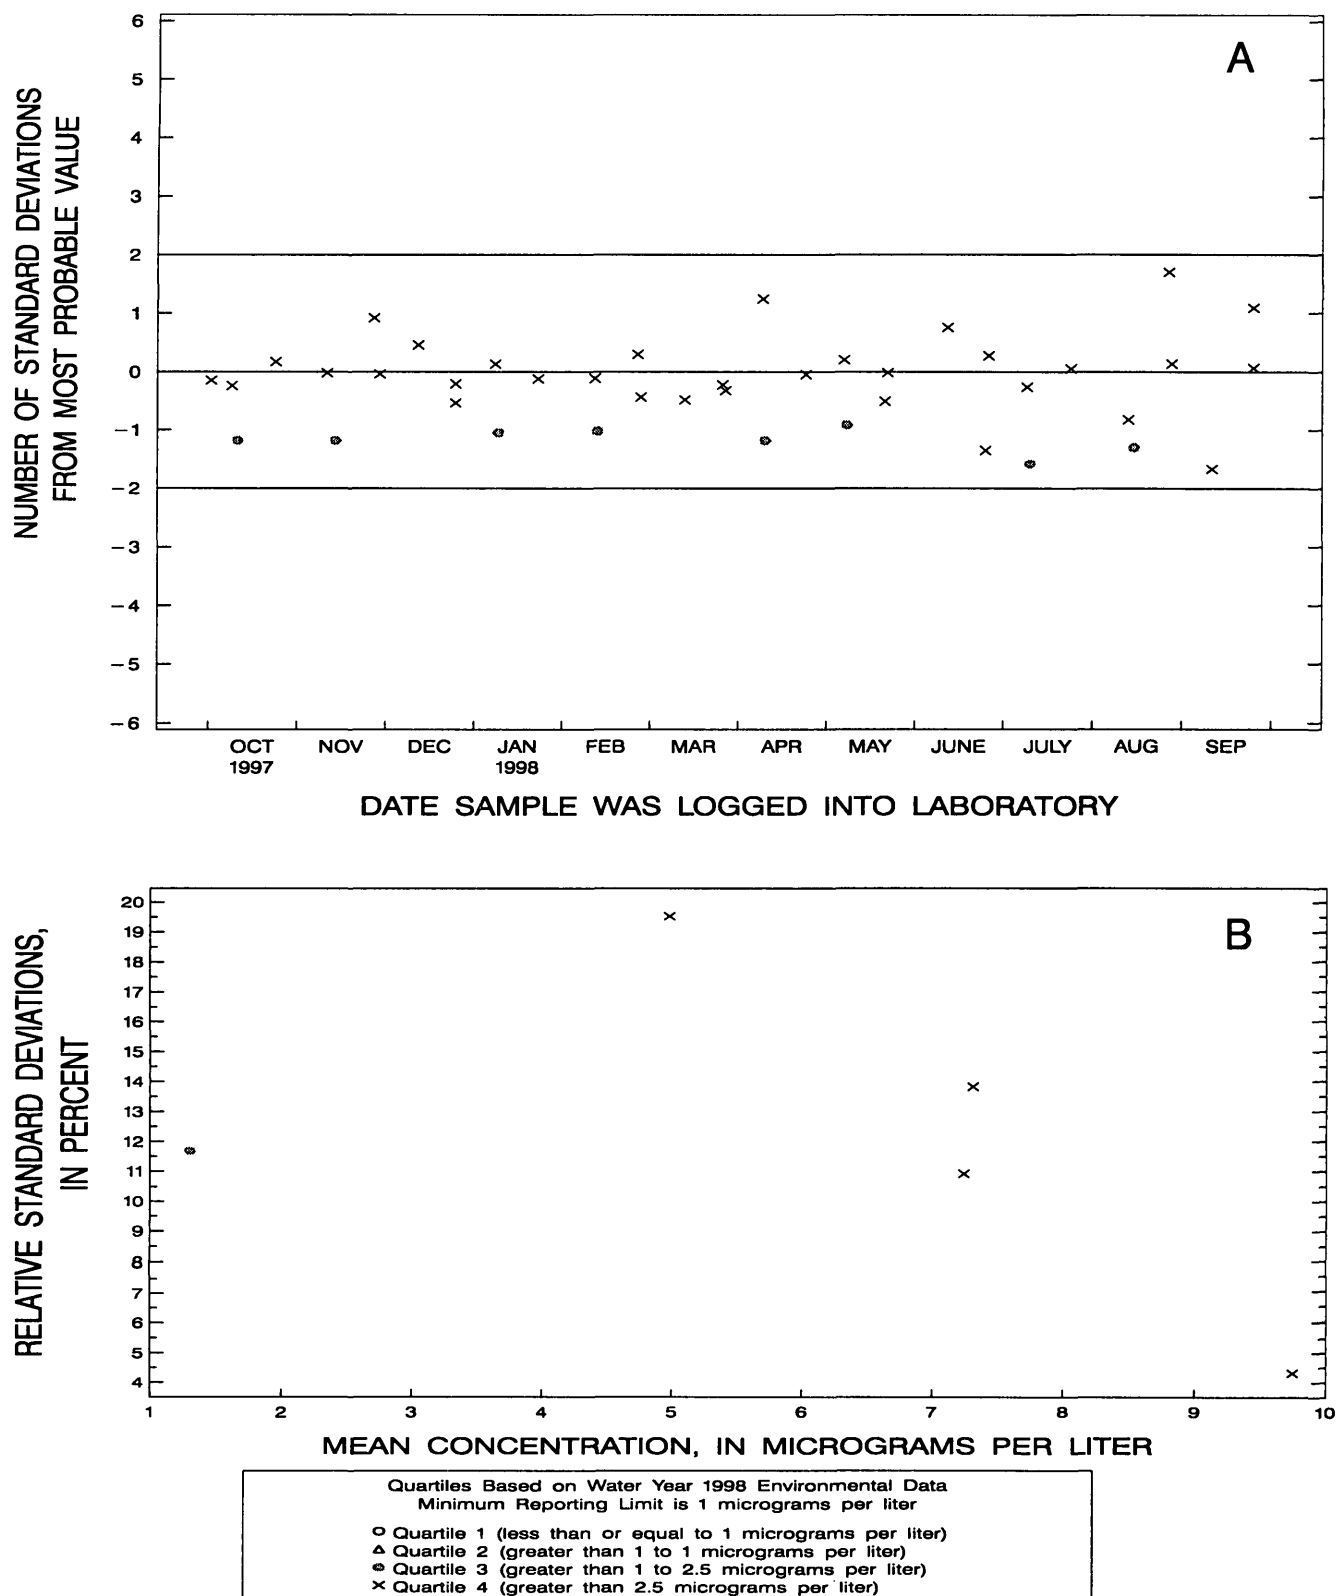 A
NUMBER OF STANDARD DEVIATIONS
FROM MOST PROBABLE VALUE
6
5
4
3
2
1
0
−1
−2
−3
−4
−5
−6
OCT NOV DEC JAN FEB MAR APR MAY JUNE JULY AUG SEP
1997 1998
DATE SAMPLE WAS LOGGED INTO LABORATORY
B
RELATIVE STANDARD DEVIATIONS,
IN PERCENT
20
19
18
17
16
15
14
13
12
11
10
9
8
7
6
5
4
1 2 3 4 5 6 7 8 9 10
MEAN CONCENTRATION, IN MICROGRAMS PER LITER
Quartiles Based on Water Year 1998 Environmental Data
Minimum Reporting Limit is 1 micrograms per liter
Quartile 1 (less than or equal to 1 micrograms per liter)
Quartile 2 (greater than 1 to 1 micrograms per liter)
Quartile 3 (greater than 1 to 2.5 micrograms per liter)
Quartile 4 (greater than 2.5 micrograms per liter)